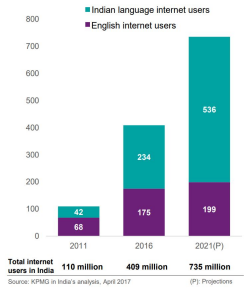 Indian language internet users
English internet users
800
700
600
500
400
300
200
100
0
42
68
234
175
536
199
2011
2016
2021(P)
Total internet
users in India
110 million
409 million
735 million
Source: KPMG in India's analysis, April 2017
(P): Projections